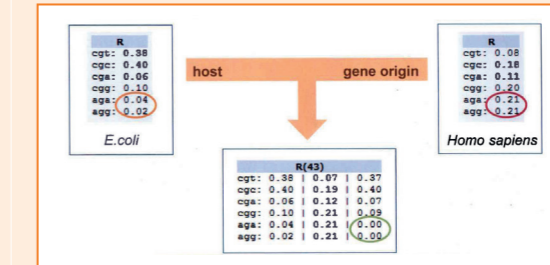 R
cgt: 0.38
cgc: 0.40
cga: 0.06
cgg: 0.10
aga: 0.04
agg: 0.02
E.coli
host
gene origin
R
cgt: 0.08
cgc: 0.18
cga: 0.11
cgg: 0.20
aga: 0.21
agg: 0.21
Homo sapiens
R(43)
cgt: 0.38 | 0.07 | 0.37
cgc: 0.40 | 0.19 | 0.40
cga: 0.06 | 0.12 | 0.07
cgg: 0.10 | 0.21 | 0.09
aga: 0.04 | 0.21 | 0.00
agg: 0.02 | 0.21 | 0.00